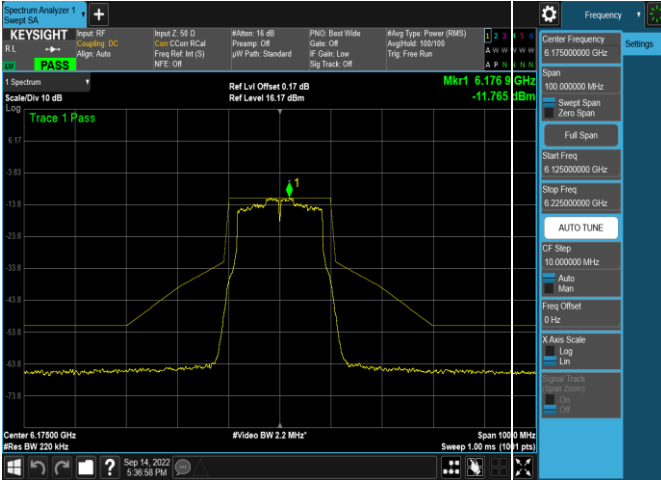 Spectrum Analyzer 1
Swept SA
+
KEYSIGHT
RL
PASS
Input: RF
Coupling: DC
Align: Auto
Input Z: 50 Ω
Corr CCorr RCal
Freq Ref: Int (S)
NFE: Off
#Atten: 16 dB
Preamp: Off
µW Path: Standard
PNO: Best Wide
Gate: Off
IF Gain: Low
Sig Track: Off
#Avg Type: Power (RMS)
Avg|Hold: 100/100
Trig: Free Run
1 2 3 4 5 6
A W W W W W
A P N N N N
1 Spectrum
Scale/Div 10 dB
Ref Lvl Offset 0.17 dB
Ref Level 16.17 dBm
Mkr1 6.176 9 GHz
-11.765 dBm
Log
Trace 1 Pass
6.17
-3.83
-13.8
-23.8
-33.8
-43.8
-53.8
-63.8
-73.8
1
Center 6.17500 GHz
#Res BW 220 kHz
#Video BW 2.2 MHz*
Span 100.0 MHz
Sweep 1.00 ms (1001 pts)
?
Sep 14, 2022
5:36:58 PM
Frequency
Settings
Center Frequency
6.175000000 GHz
Span
100.000000 MHz
Swept Span
Zero Span
Full Span
Start Freq
6.125000000 GHz
Stop Freq
6.225000000 GHz
AUTO TUNE
CF Step
10.000000 MHz
Auto
Man
Freq Offset
0 Hz
X Axis Scale
Log
Lin
Signal Track
(Span Zoom)
On
Off